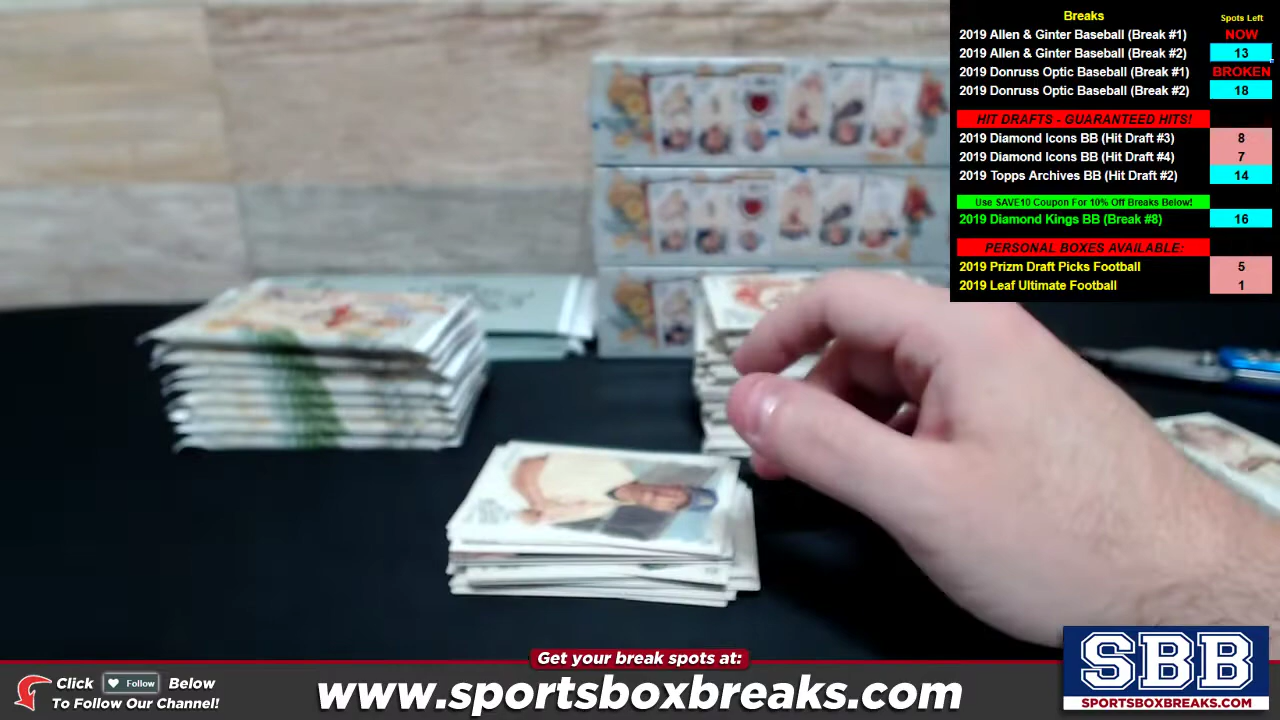 Breaks Spots Left
2019 Allen & Ginter Baseball (Break #1) NOW
2019 Allen & Ginter Baseball (Break #2) 13
2019 Donruss Optic Baseball (Break #1) BROKEN
2019 Donruss Optic Baseball (Break #2) 18
HIT DRAFTS - GUARANTEED HITS!
2019 Diamond Icons BB (Hit Draft #3) 8
2019 Diamond Icons BB (Hit Draft #4) 7
2019 Topps Archives BB (Hit Draft #2) 14
Use SAVE10 Coupon For 10% Off Breaks Below!
2019 Diamond Kings BB (Break #8) 16
PERSONAL BOXES AVAILABLE:
2019 Prizm Draft Picks Football 5
2019 Leaf Ultimate Football 1
Get your break spots at:
Click Follow Below
To Follow Our Channel!
www.sportsboxbreaks.com
SBB
SPORTSBOXBREAKS.COM